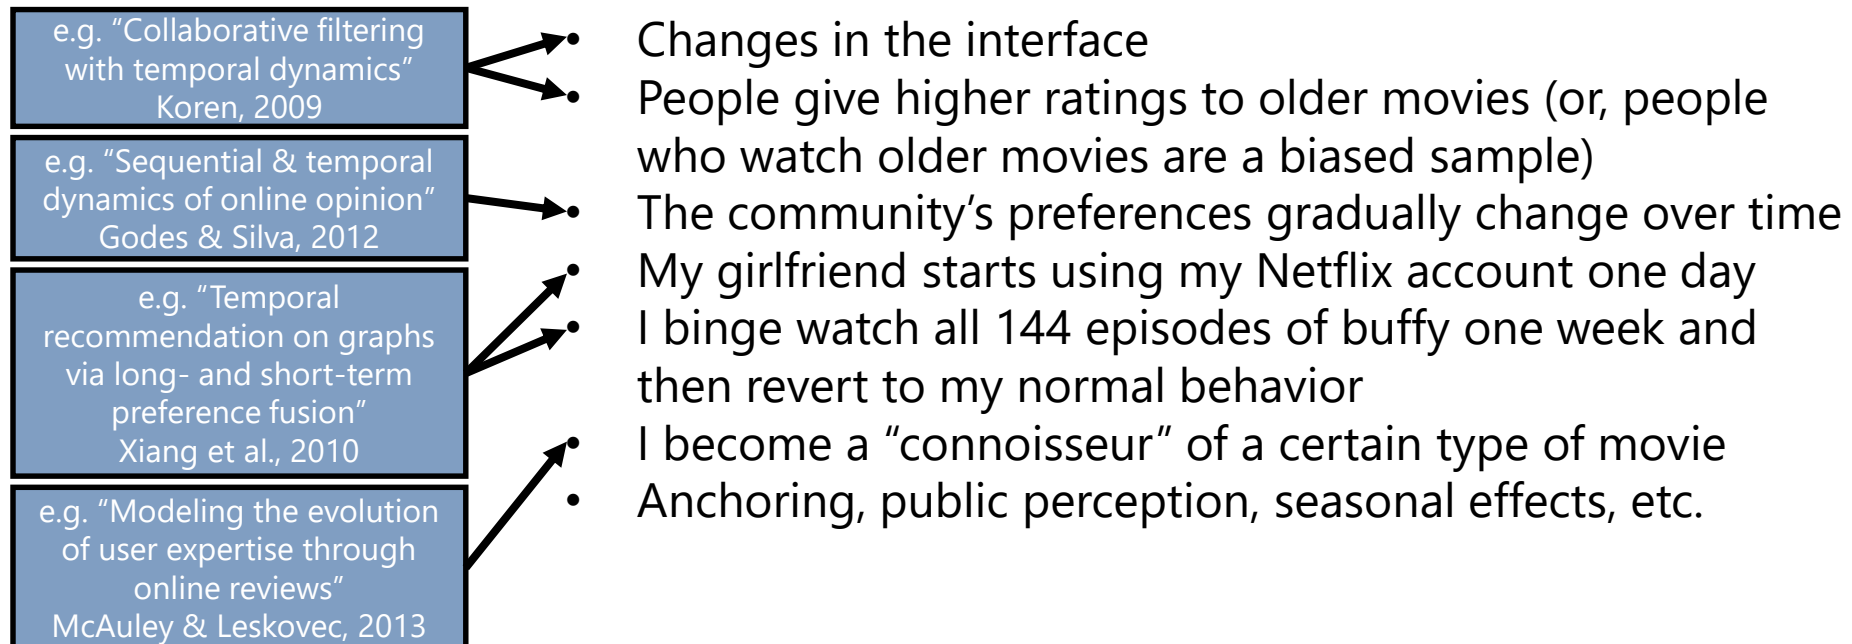 e.g. “Collaborative filtering
with temporal dynamics”
Koren, 2009
e.g. “Sequential & temporal
dynamics of online opinion”
Godes & Silva, 2012
e.g. “Temporal
recommendation on graphs
via long- and short-term
preference fusion”
Xiang et al., 2010
e.g. “Modeling the evolution
of user expertise through
online reviews”
McAuley & Leskovec, 2013
• Changes in the interface
• People give higher ratings to older movies (or, people
who watch older movies are a biased sample)
• The community’s preferences gradually change over time
• My girlfriend starts using my Netflix account one day
• I binge watch all 144 episodes of buffy one week and
then revert to my normal behavior
• I become a “connoisseur” of a certain type of movie
• Anchoring, public perception, seasonal effects, etc.